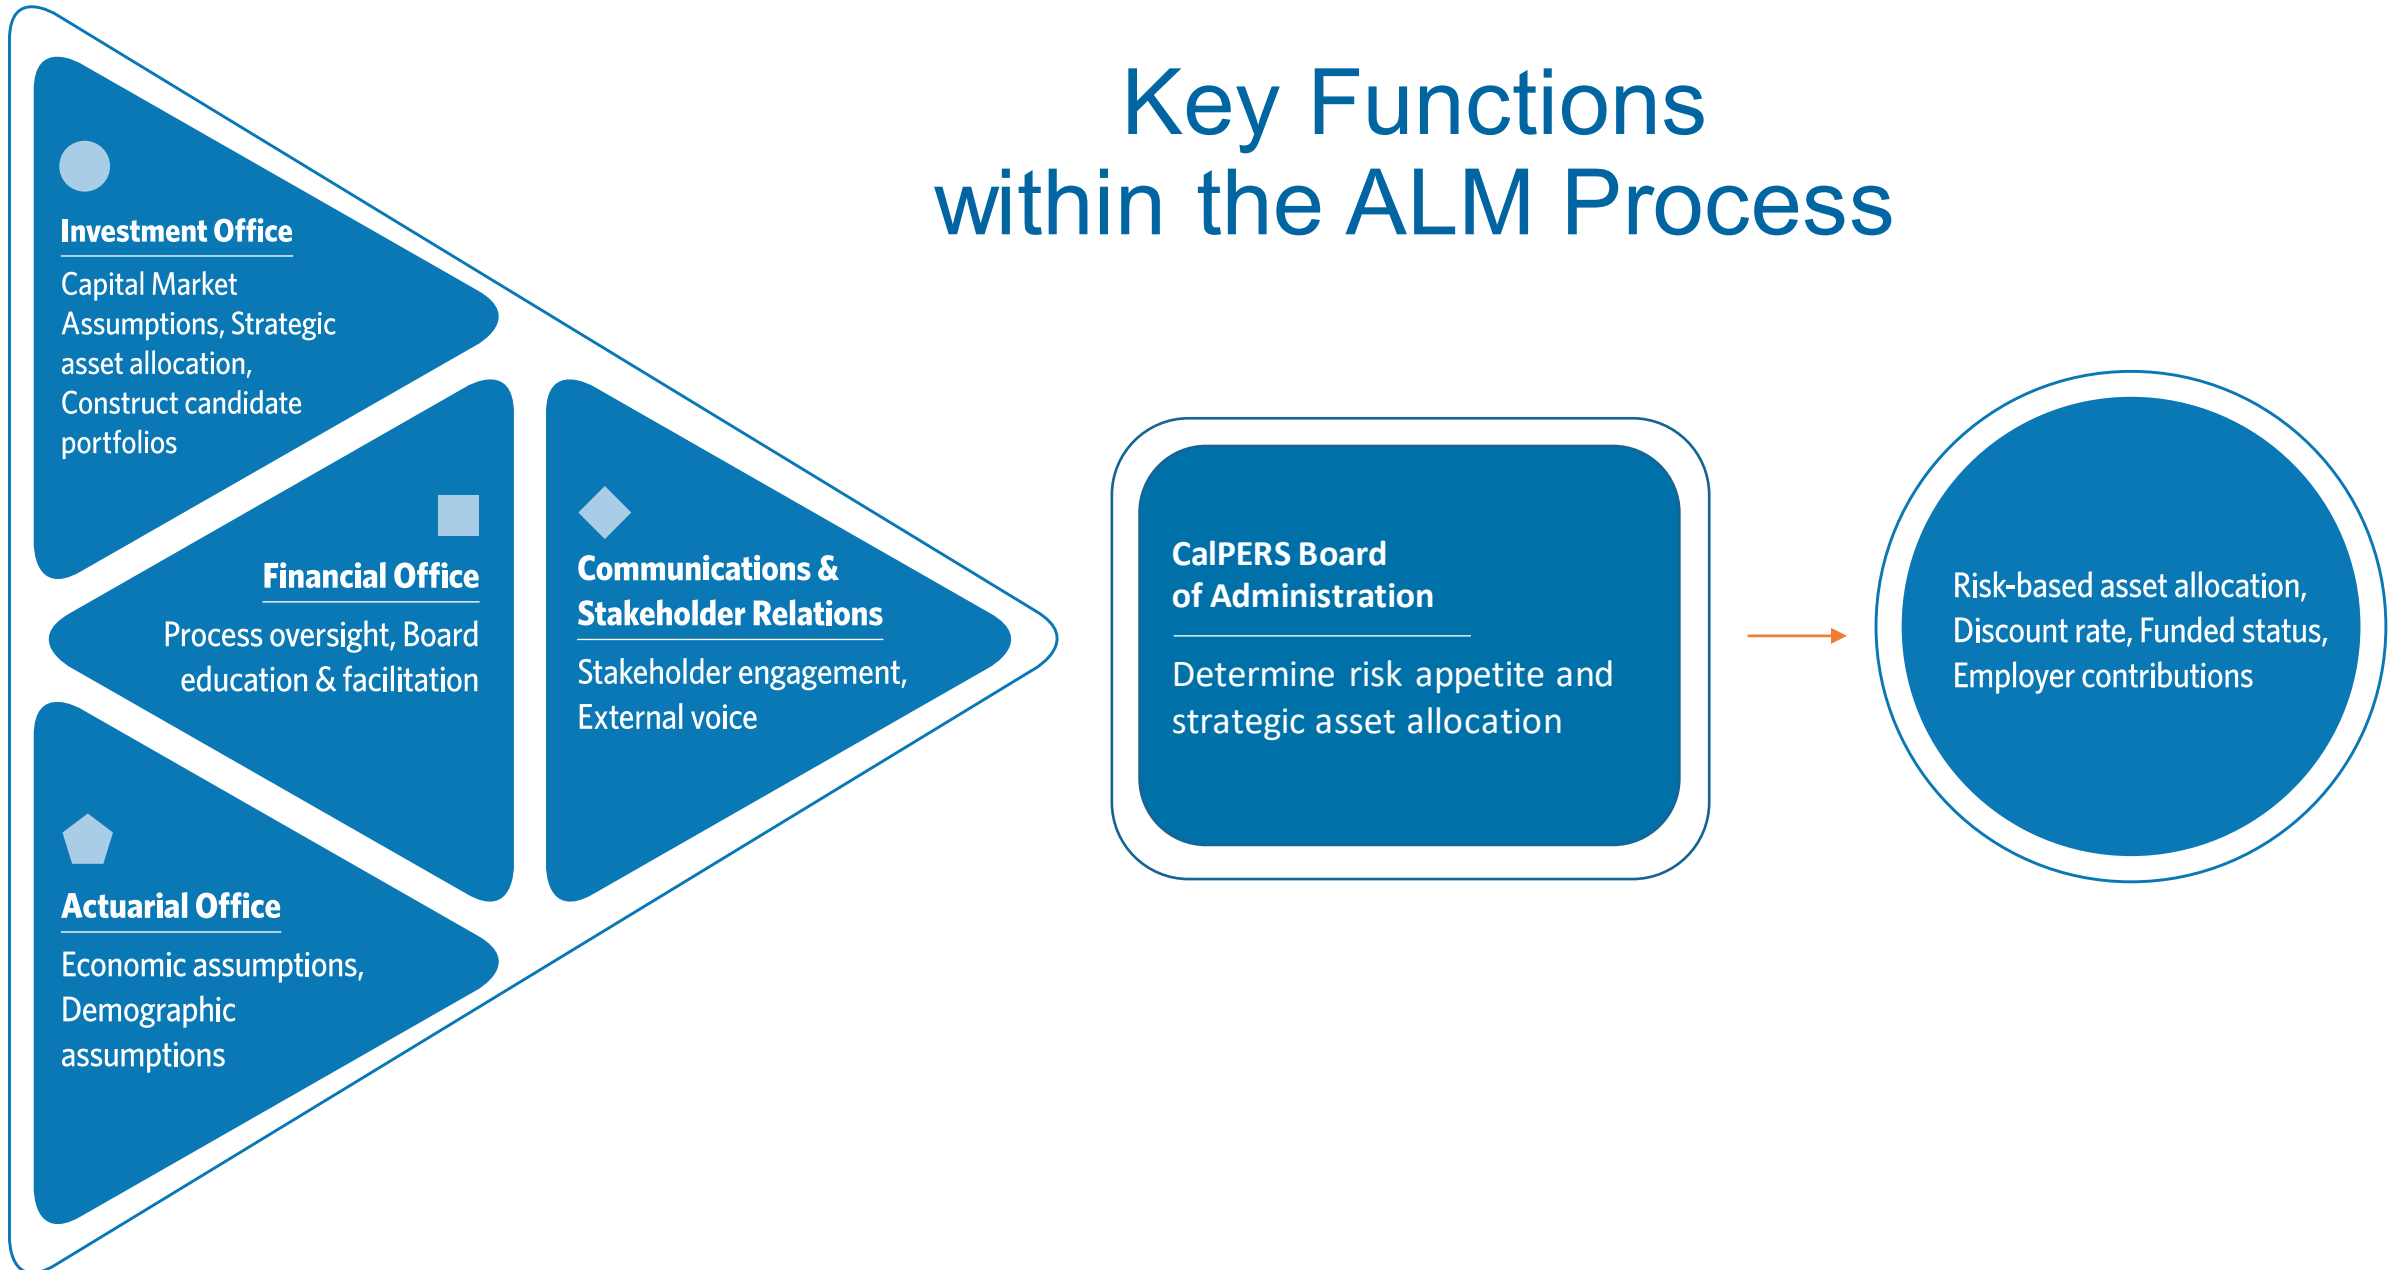 Key Functions
within the ALM Process
Investment Office
Capital Market
Assumptions, Strategic
asset allocation,
Construct candidate
portfolios
Financial Office
Process oversight, Board
education & facilitation
Communications &
Stakeholder Relations
Stakeholder engagement,
External voice
Actuarial Office
Economic assumptions,
Demographic
assumptions
CalPERS Board
of Administration
Determine risk appetite and
strategic asset allocation
Risk-based asset allocation,
Discount rate, Funded status,
Employer contributions